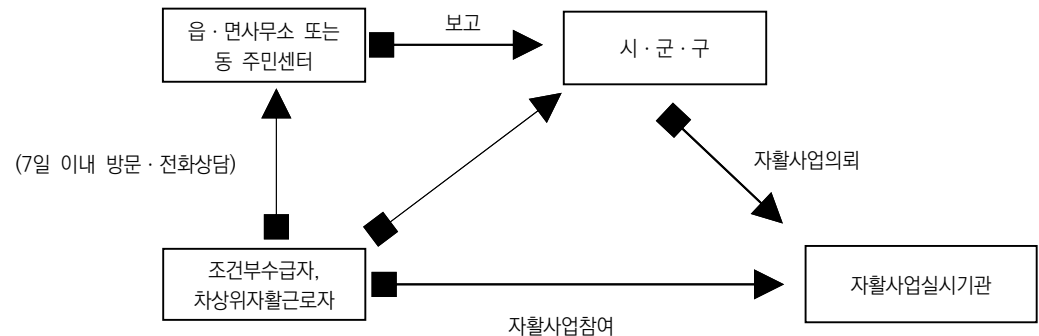 읍 · 면사무소 또는
동 주민센터
보고
시 · 군 · 구
(7일 이내 방문 · 전화상담)
자활사업의뢰
조건부수급자,
차상위자활근로자
자활사업실시기관
자활사업참여